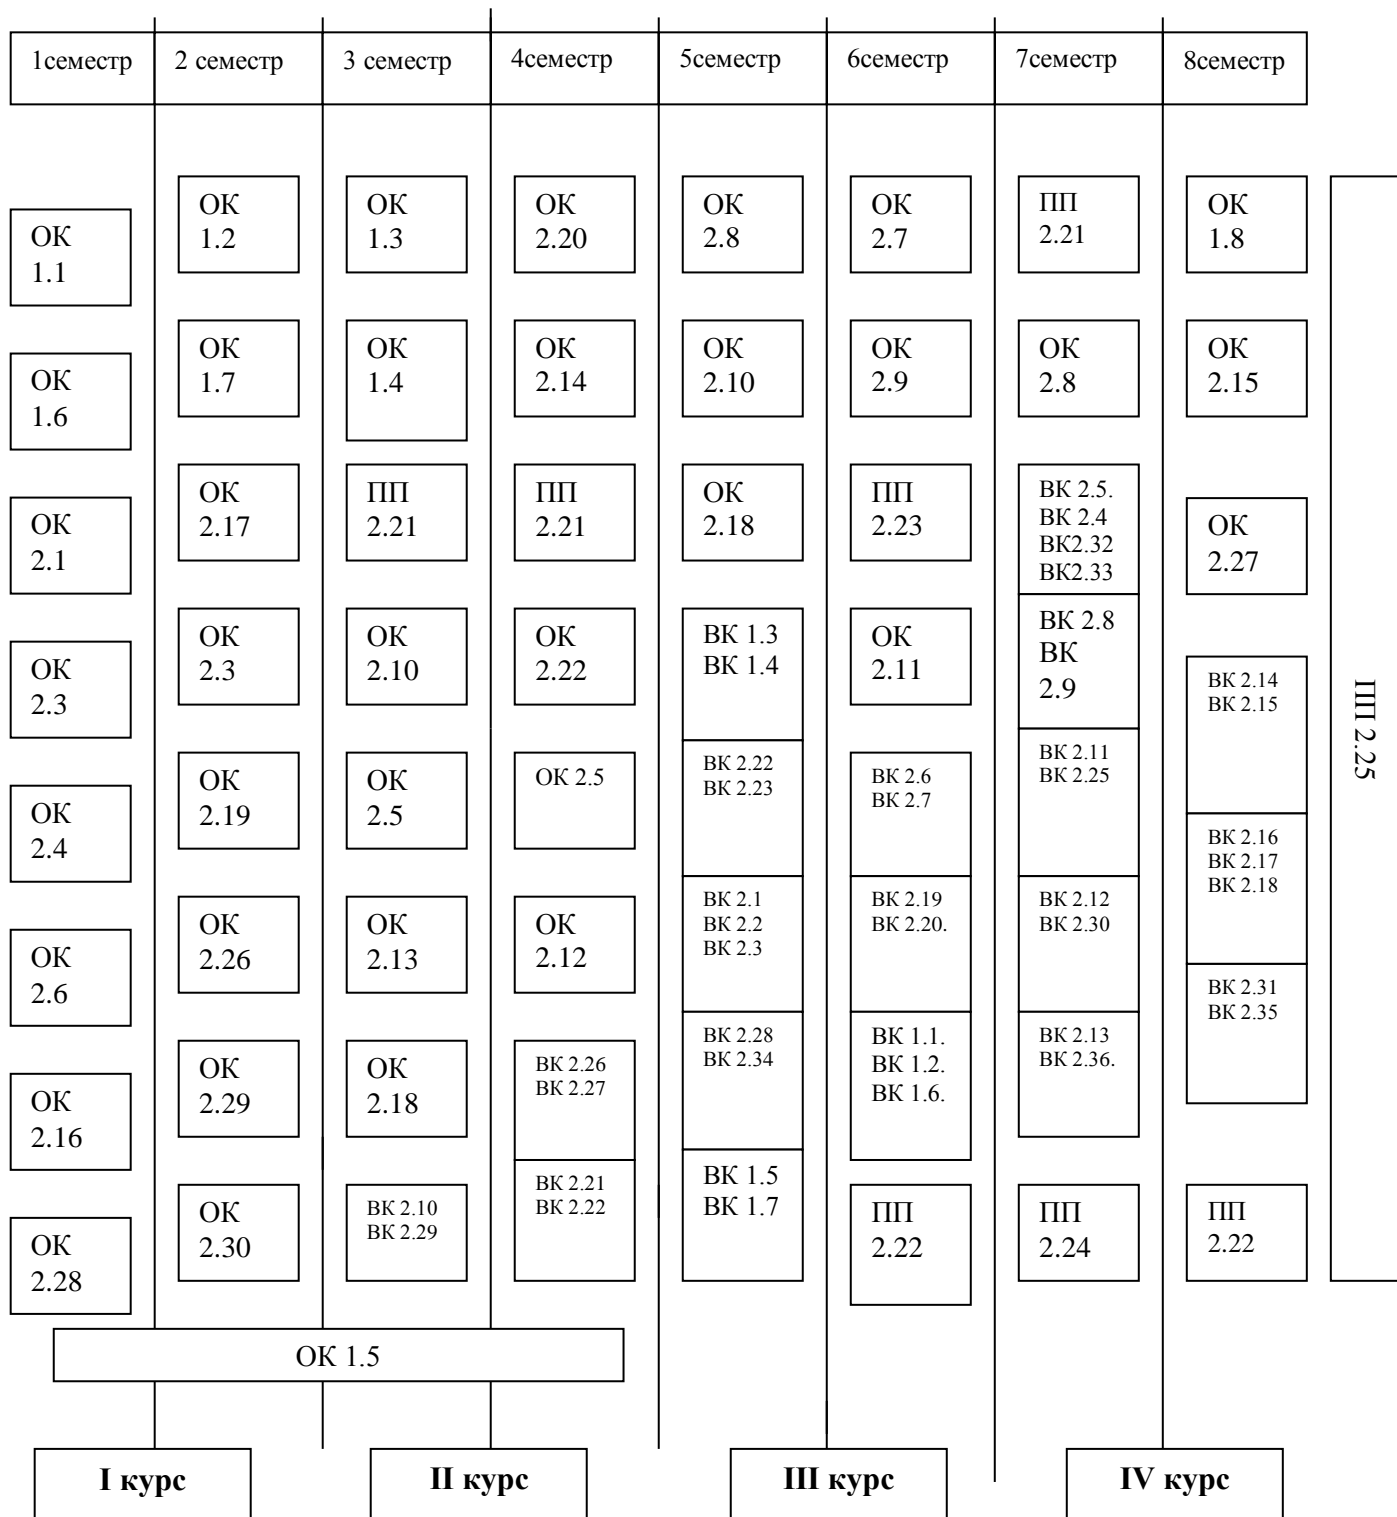 1семестр
2 семестр
3 семестр
4семестр
5семестр
6семестр
7семестр
8семестр
ОК
1.1
ОК
1.6
ОК
2.1
ОК
2.3
ОК
2.4
ОК
2.6
ОК
2.16
ОК
2.28
ОК
1.2
ОК
1.7
ОК
2.17
ОК
2.3
ОК
2.19
ОК
2.26
ОК
2.29
ОК
2.30
ОК
1.3
ОК
1.4
ПП
2.21
ОК
2.10
ОК
2.5
ОК
2.13
ОК
2.18
ВК 2.10
ВК 2.29
ОК
2.20
ОК
2.14
ПП
2.21
ОК
2.22
ОК 2.5
ОК
2.12
ВК 2.26
ВК 2.27
ВК 2.21
ВК 2.22
ОК
2.8
ОК
2.10
ОК
2.18
ВК 1.3
ВК 1.4
ВК 2.22
ВК 2.23
ВК 2.1
ВК 2.2
ВК 2.3
ВК 2.28
ВК 2.34
ВК 1.5
ВК 1.7
ОК
2.7
ОК
2.9
ПП
2.23
ОК
2.11
ВК 2.6
ВК 2.7
ВК 2.19
ВК 2.20.
ВК 1.1.
ВК 1.2.
ВК 1.6.
ПП
2.22
ПП
2.21
ОК
2.8
ВК 2.5.
ВК 2.4
ВК2.32
ВК2.33
ВК 2.8
ВК
2.9
ВК 2.11
ВК 2.25
ВК 2.12
ВК 2.30
ВК 2.13
ВК 2.36.
ПП
2.24
ОК
1.8
ОК
2.15
ОК
2.27
ВК 2.14
ВК 2.15
ВК 2.16
ВК 2.17
ВК 2.18
ВК 2.31
ВК 2.35
ПП
2.22
ПП 2.25
ОК 1.5
I курс
II курс
III курс
IV курс